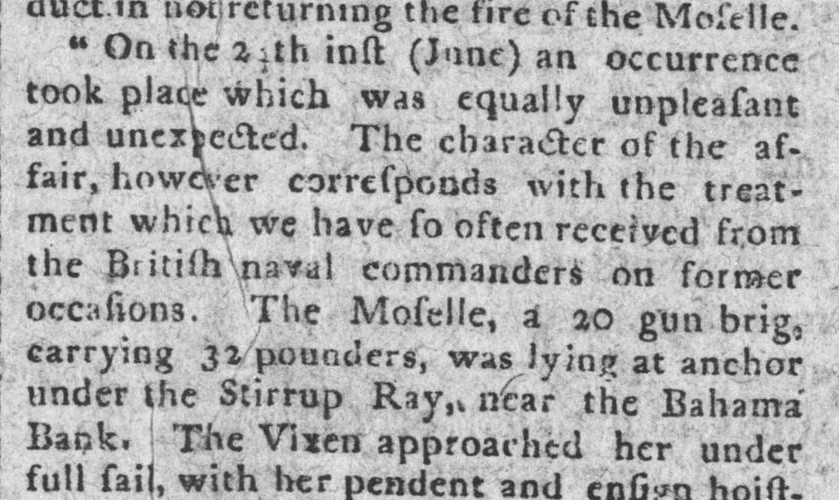 duct in not returning the fire of the Moſelle.
“ On the 24th inſt (June) an occurrence
took place which was equally unpleaſant
and unexpected. The character of the af-
fair, however correſponds with the treat-
ment which we have ſo often received from
the Britiſh naval commanders on former
occaſions. The Moſelle, a 20 gun brig,
carrying 32 pounders, was lying at anchor
under the Stirrup Ray, near the Bahama
Bank. The Vixen approached her under
full ſail, with her pendent and enſign hoiſt-